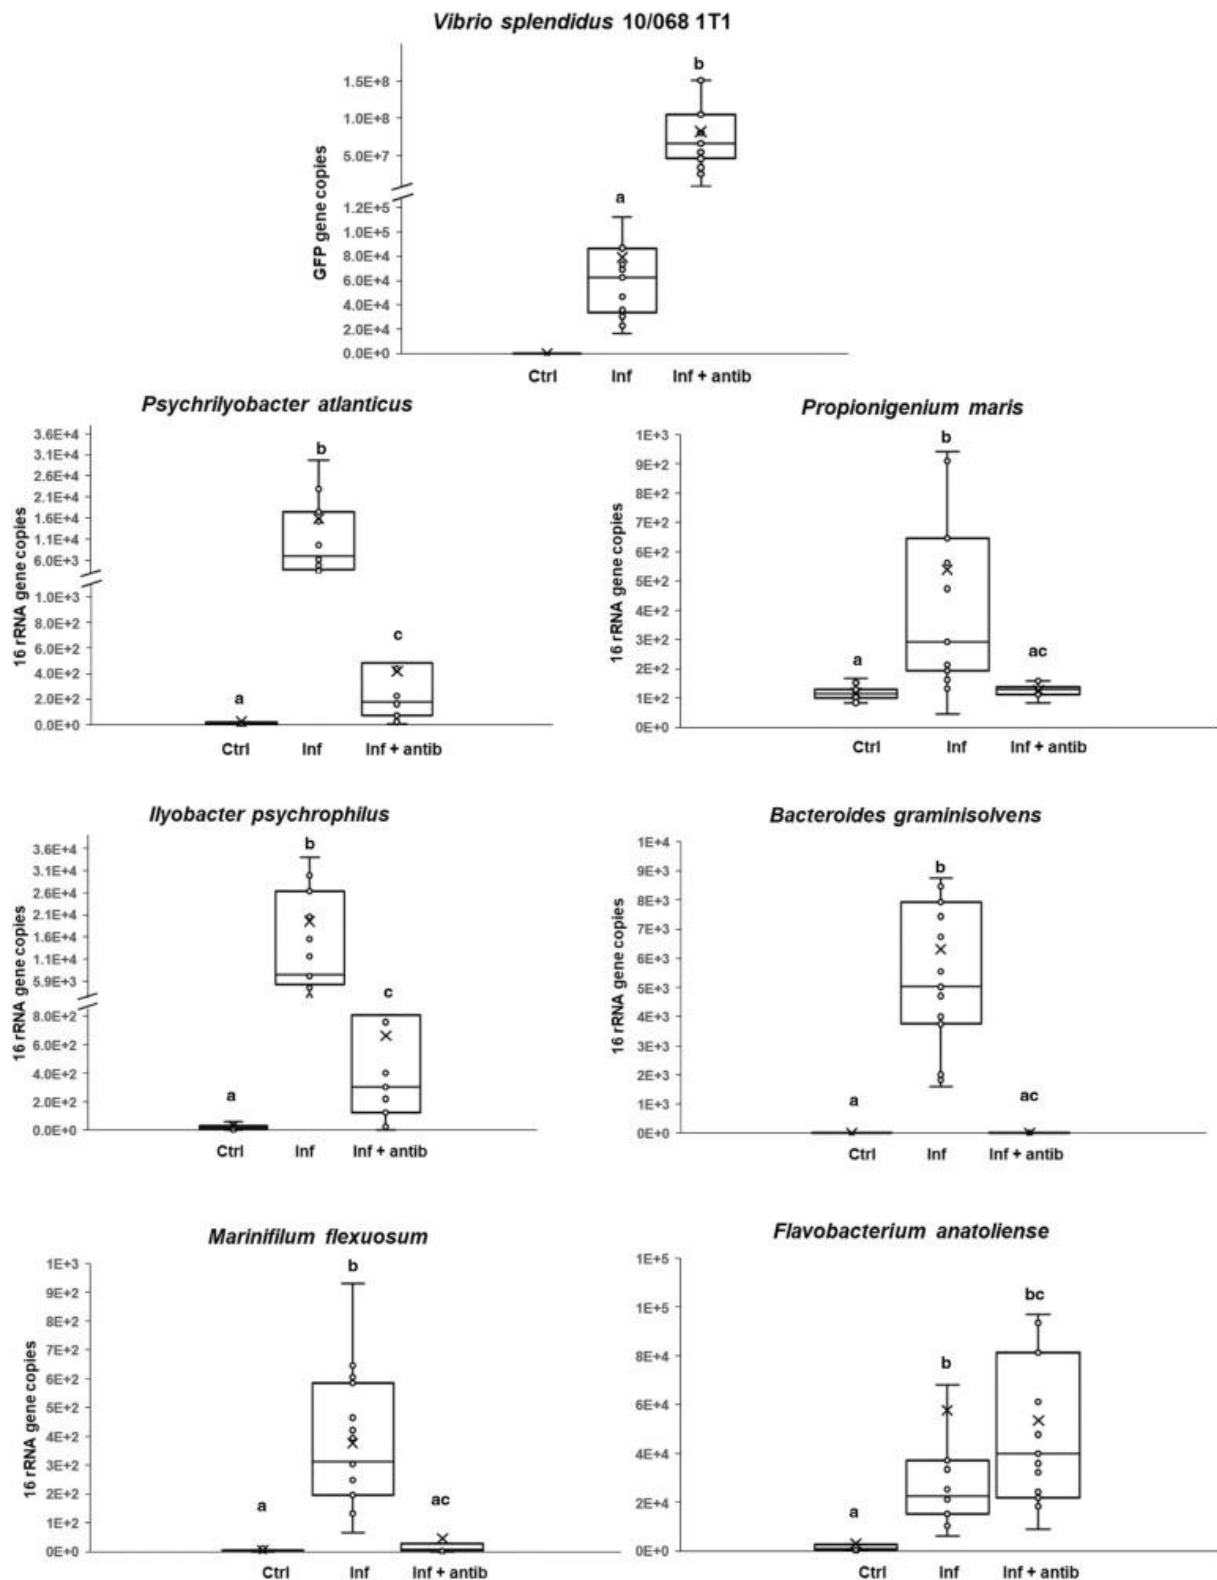 Vibrio splendidus 10/068 1T1
GFP gene copies
1.5E+8
1.0E+8
5.0E+7
1.2E+5
1.0E+5
8.0E+4
6.0E+4
4.0E+4
2.0E+4
0.0E+0
a
b
Ctrl Inf Inf + antib
Psychrilyobacter atlanticus
16 rRNA gene copies
3.6E+4
3.1E+4
2.6E+4
2.1E+4
1.6E+4
1.1E+4
6.0E+3
1.0E+3
8.0E+2
6.0E+2
4.0E+2
2.0E+2
0.0E+0
a
b
c
Ctrl Inf Inf + antib
Propionigenium maris
16 rRNA gene copies
1E+3
9E+2
8E+2
7E+2
6E+2
5E+2
4E+2
3E+2
2E+2
1E+2
0E+0
a
b
ac
Ctrl Inf Inf + antib
Ilyobacter psychrophilus
16 rRNA gene copies
3.6E+4
3.1E+4
2.6E+4
2.1E+4
1.6E+4
1.1E+4
5.9E+3
8.0E+2
6.0E+2
4.0E+2
2.0E+2
0.0E+0
a
b
c
Ctrl Inf Inf + antib
Bacteroides graminisolvens
16 rRNA gene copies
1E+4
9E+3
8E+3
7E+3
6E+3
5E+3
4E+3
3E+3
2E+3
1E+3
0E+0
a
b
ac
Ctrl Inf Inf + antib
Marinifilum flexuosum
16 rRNA gene copies
1E+3
9E+2
8E+2
7E+2
6E+2
5E+2
4E+2
3E+2
2E+2
1E+2
0E+0
a
b
ac
Ctrl Inf Inf + antib
Flavobacterium anatoliense
16 rRNA gene copies
1E+5
1E+5
8E+4
6E+4
4E+4
2E+4
0E+0
a
b
bc
Ctrl Inf Inf + antib